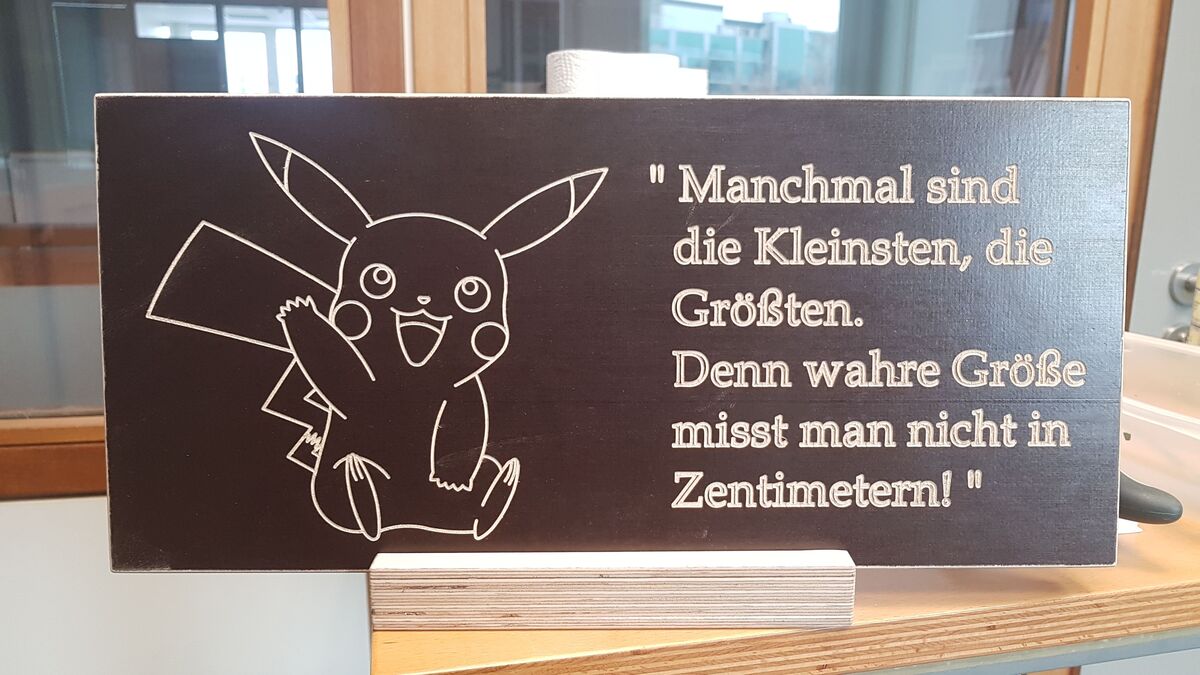 " Manchmal sind
die Kleinsten, die
Größten.
Denn wahre Größe
misst man nicht in
Zentimetern! "